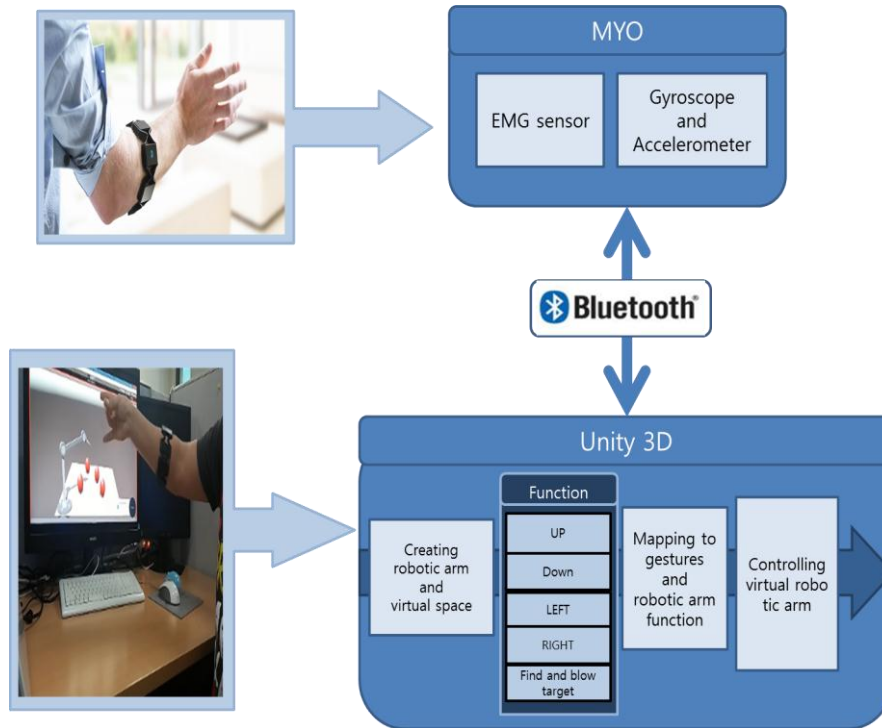 MYO
EMG sensor
Gyroscope
and
Accelerometer
Bluetooth®
Unity 3D
Creating
robotic arm
and
virtual space
Function
UP
Down
LEFT
RIGHT
Find and blow
target
Mapping to
gestures
and
robotic arm
function
Controlling
virtual robo
tic arm